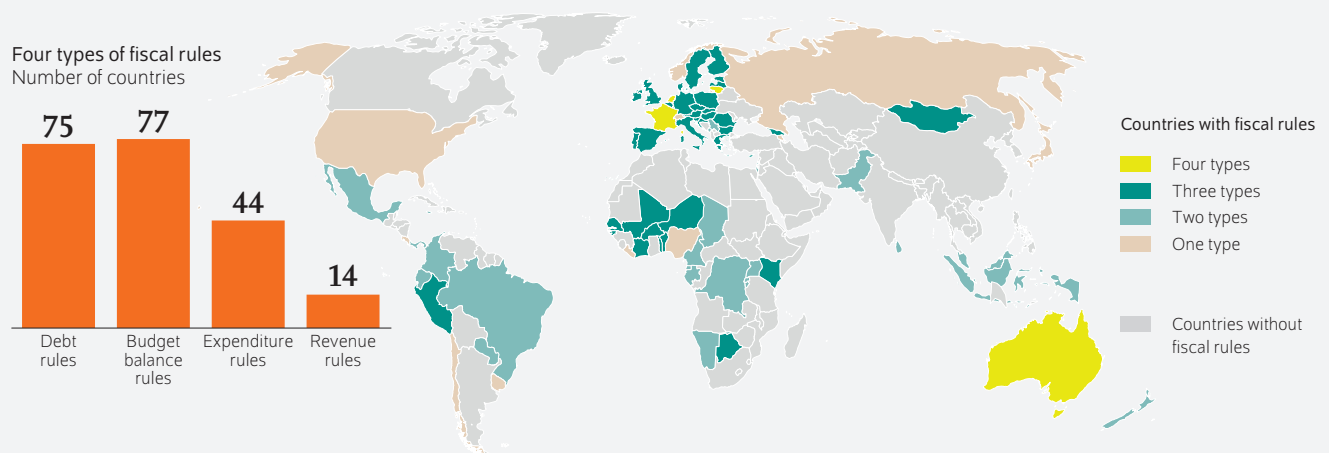 Four types of fiscal rules
Number of countries
75
77
44
14
Debt
rules
Budget
balance
rules
Expenditure
rules
Revenue
rules
Countries with fiscal rules
Four types
Three types
Two types
One type
Countries without
fiscal rules